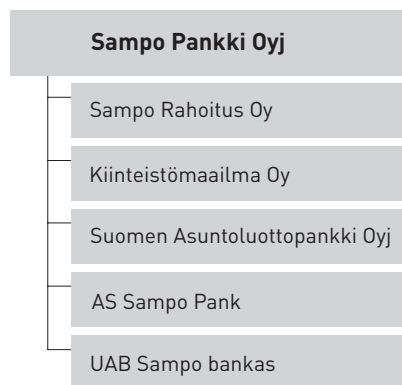 Sampo Pankki Oyj
Sampo Rahoitus Oy
Kiinteistömaailma Oy
Suomen Asuntoluottopankki Oyj
AS Sampo Pank
UAB Sampo bankas